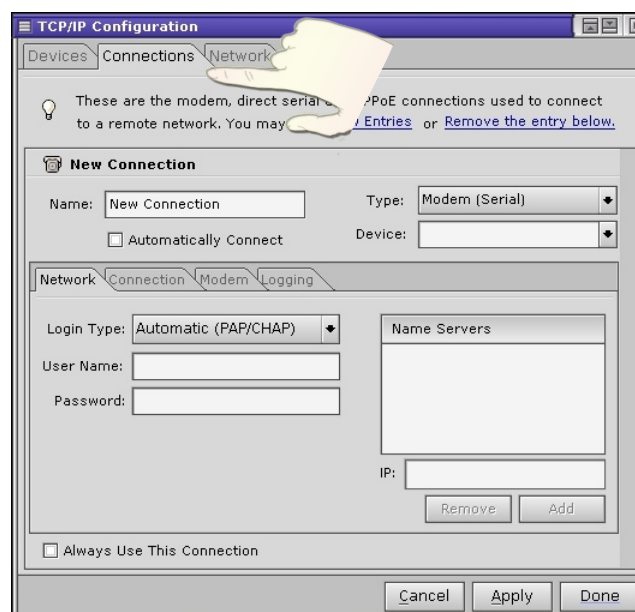 TCP/IP Configuration
Devices Connections Network
These are the modem, direct serial PPoE connections used to connect
to a remote network. You may Entries or Remove the entry below.
New Connection
Name: New Connection
Type: Modem (Serial)
Automatically Connect
Device:
Network Connection Modem Logging
Login Type: Automatic (PAP/CHAP)
Name Servers
User Name:
Password:
IP:
Remove Add
Always Use This Connection
Cancel Apply Done